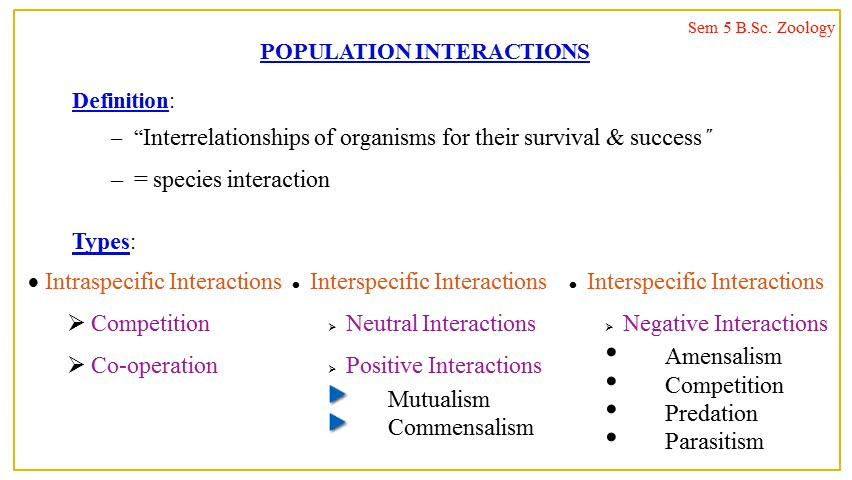 Sem 5 B.Sc. Zoology
POPULATION INTERACTIONS
Definition:
– “Interrelationships of organisms for their survival & success”
– = species interaction
Types:
• Intraspecific Interactions
➢ Competition
➢ Co-operation
• Interspecific Interactions
➢ Neutral Interactions
➢ Positive Interactions
Mutualism
Commensalism
• Interspecific Interactions
➢ Negative Interactions
• Amensalism
• Competition
• Predation
• Parasitism